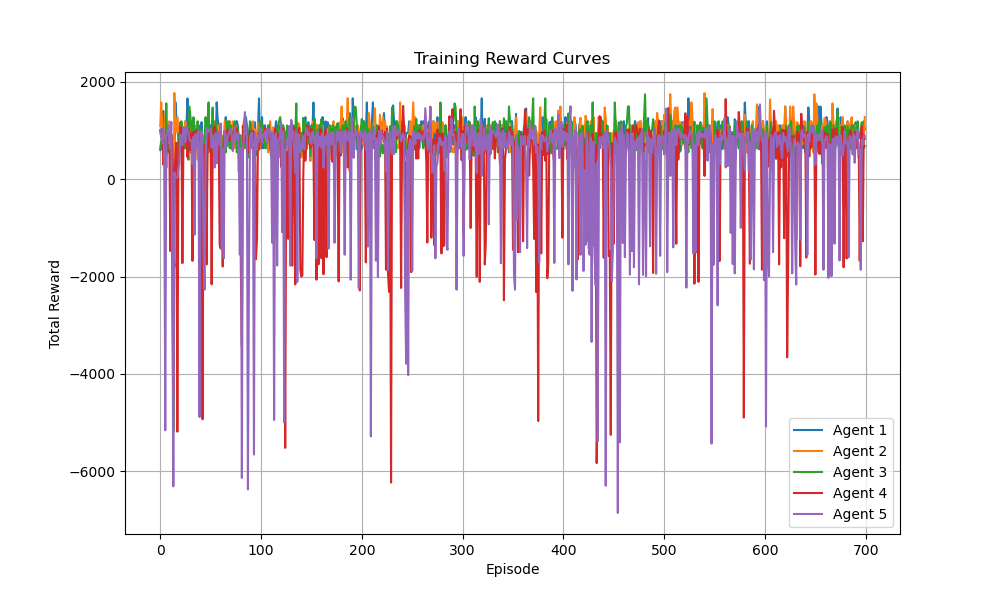 Training Reward Curves
2000
0
−2000
−4000
−6000
Total Reward
0 100 200 300 400 500 600 700
Episode
Agent 1
Agent 2
Agent 3
Agent 4
Agent 5